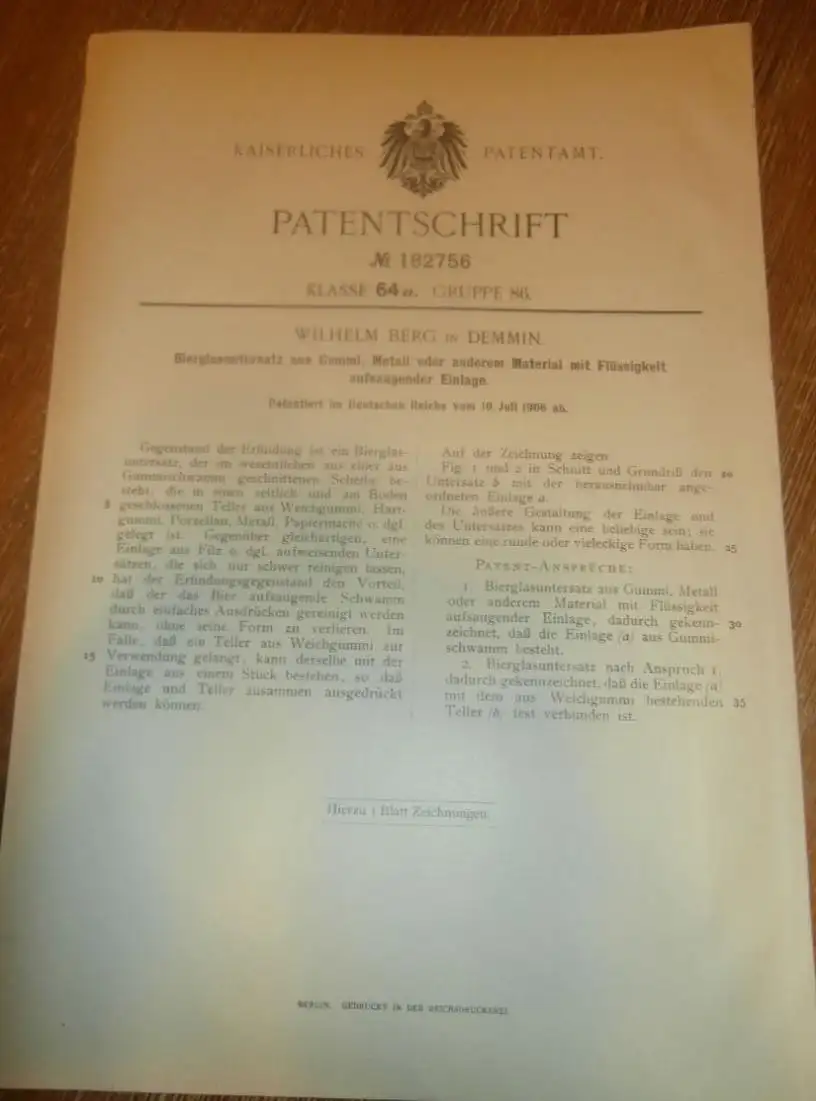 KAISERLICHES PATENTAMT.
PATENTSCHRIFT
№ 182756
KLASSE 64 a. GRUPPE 86.
WILHELM BERG IN DEMMIN.
Bierglasuntersatz aus Gummi, Metall oder anderem Material mit Flüssigkeit
aufsaugender Einlage.
Patentiert im Deutschen Reiche vom 10. Juli 1906 ab.
Gegenstand der Erfindung ist ein Bierglas-
untersatz, der im wesentlichen aus einer aus
Gummischwamm geschnittenen Scheibe be-
steht, die in einen seitlich und am Boden
5 geschlossenen Teller aus Weichgummi, Hart-
gummi, Porzellan, Metall, Papiermaché o. dgl.
gelegt ist. Gegenüber gleichartigen, eine
Einlage aus Filz o. dgl. aufweisenden Unter-
sätzen, die sich nur schwer reinigen lassen,
10 hat der Erfindungsgegenstand den Vorteil,
daß der das Bier aufsaugende Schwamm
durch einfaches Ausdrücken gereinigt werden
kann, ohne seine Form zu verlieren. Im
Falle, daß ein Teller aus Weichgummi zur
15 Verwendung gelangt, kann derselbe mit der
Einlage aus einem Stück bestehen, so daß
Einlage und Teller zusammen ausgedrückt
werden können.
Auf der Zeichnung zeigen
Fig. 1 und 2 in Schnitt und Grundriß den 20
Untersatz b mit der herausnehmbar ange-
ordneten Einlage a.
Die äußere Gestaltung der Einlage und
des Untersatzes kann eine beliebige sein; sie
können eine runde oder vieleckige Form haben. 25
PATENT-ANSPRÜCHE:
1. Bierglasuntersatz aus Gummi, Metall
oder anderem Material mit Flüssigkeit
aufsaugender Einlage, dadurch gekenn- 30
zeichnet, daß die Einlage (a) aus Gummi-
schwamm besteht.
2. Bierglasuntersatz nach Anspruch 1,
dadurch gekennzeichnet, daß die Einlage (a)
mit dem aus Weichgummi bestehenden 35
Teller (b) fest verbunden ist.
Hierzu 1 Blatt Zeichnungen.
BERLIN. GEDRUCKT IN DER REICHSDRUCKEREI.